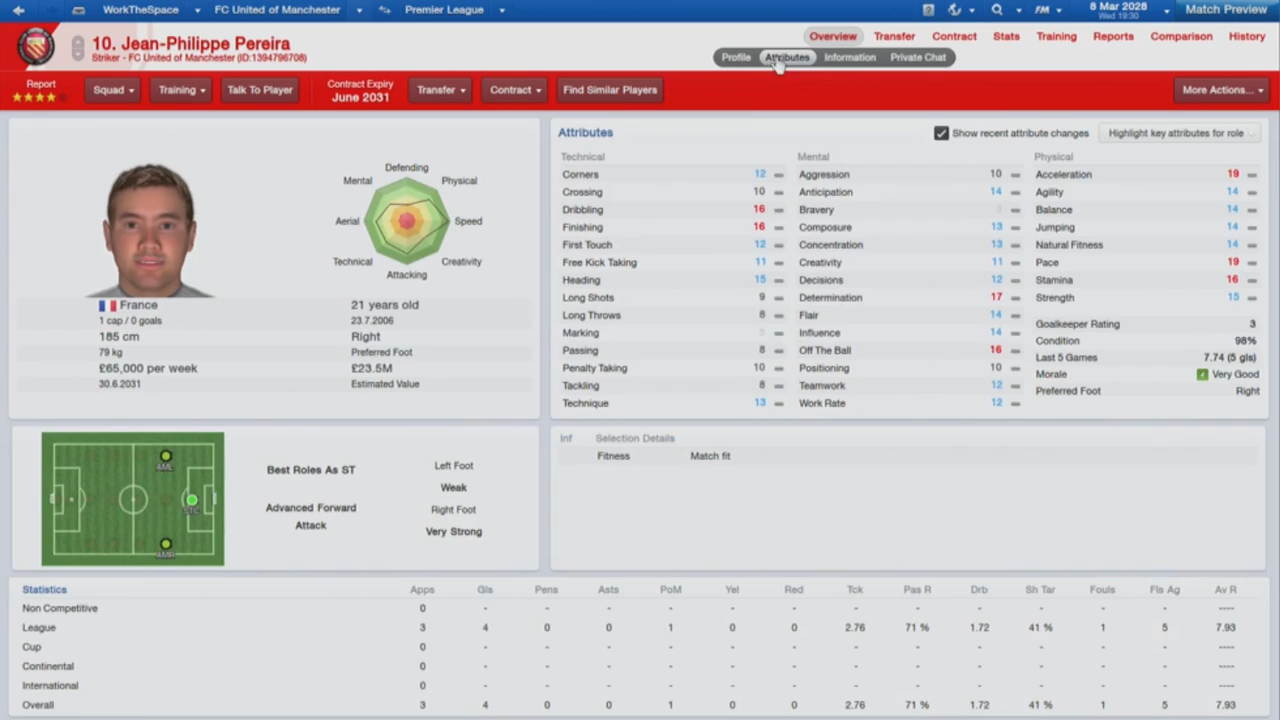 WorkTheSpace FC United of Manchester Premier League FM 8 Mar 2028 Wed 19:30 Match Preview
10. Jean-Philippe Pereira
Striker - FC United of Manchester (ID:1394796708)
Overview Transfer Contract Stats Training Reports Comparison History
Profile Attributes Information Private Chat
Report Squad Training Talk To Player Contract Expiry June 2031 Transfer Contract Find Similar Players More Actions...
Defending
Mental Physical
Aerial Speed
Technical Creativity
Attacking
France 21 years old
1 cap / 0 goals 23.7.2006
185 cm Right
79 kg Preferred Foot
£65,000 per week £23.5M
30.6.2031 Estimated Value
Attributes Show recent attribute changes Highlight key attributes for role
Technical Mental Physical
Corners 12 Aggression 10 Acceleration 19
Crossing 10 Anticipation 14 Agility 14
Dribbling 16 Bravery Balance 14
Finishing 16 Composure 13 Jumping 14
First Touch 12 Concentration 13 Natural Fitness 14
Free Kick Taking 11 Creativity 11 Pace 19
Heading 15 Decisions 12 Stamina 16
Long Shots 9 Determination 17 Strength 15
Long Throws 8 Flair 14
Marking Influence 14
Passing 8 Off The Ball 16
Penalty Taking 10 Positioning 10
Tackling 8 Teamwork 12
Technique 13 Work Rate 12
Goalkeeper Rating 3
Condition 98%
Last 5 Games 7.74 (5 gls)
Morale Very Good
Preferred Foot Right
AML
STC
AMR
Best Roles As ST
Advanced Forward
Attack
Left Foot
Weak
Right Foot
Very Strong
Inf Selection Details
Fitness Match fit
Statistics Apps Gls Pens Asts PoM Yel Red Tck Pas R Drb Sh Tar Fouls Fls Ag Av R
Non Competitive 0 - - - - - - - - - - - - ----
League 3 4 0 0 1 0 0 2.76 71 % 1.72 41 % 1 5 7.93
Cup 0 - - - - - - - - - - - - ----
Continental 0 - - - - - - - - - - - - ----
International 0 - - - - - - - - - - - - ----
Overall 3 4 0 0 1 0 0 2.76 71 % 1.72 41 % 1 5 7.93